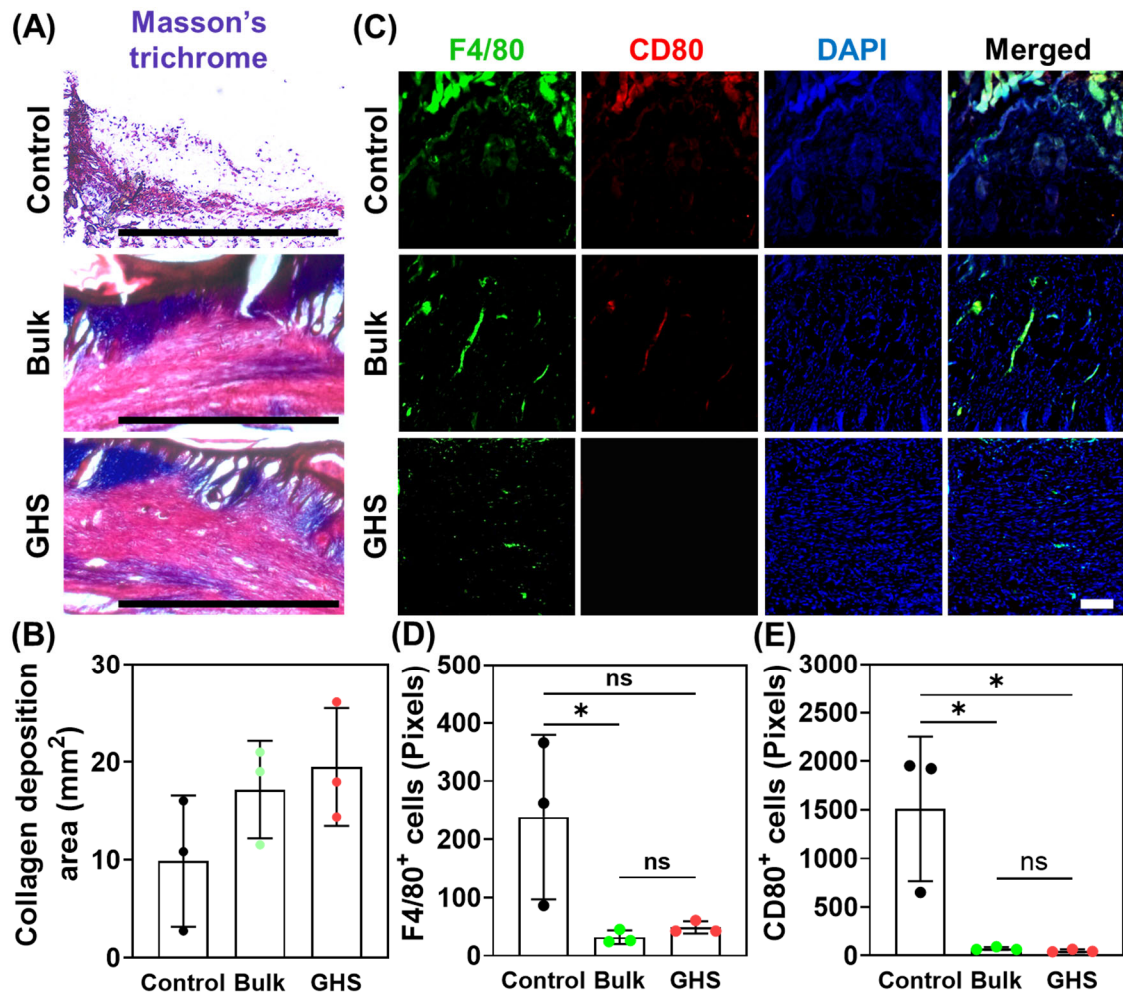 (A)
Masson's
trichrome
Control
Bulk
GHS
(C)
F4/80
CD80
DAPI
Merged
Control
Bulk
GHS
(B)
Collagen deposition
area (mm²)
30
20
10
0
Control
Bulk
GHS
(D)
F4/80⁺ cells (Pixels)
500
400
300
200
100
0
ns
*
ns
Control
Bulk
GHS
(E)
CD80⁺ cells (Pixels)
3000
2500
2000
1500
1000
500
0
*
*
ns
Control
Bulk
GHS